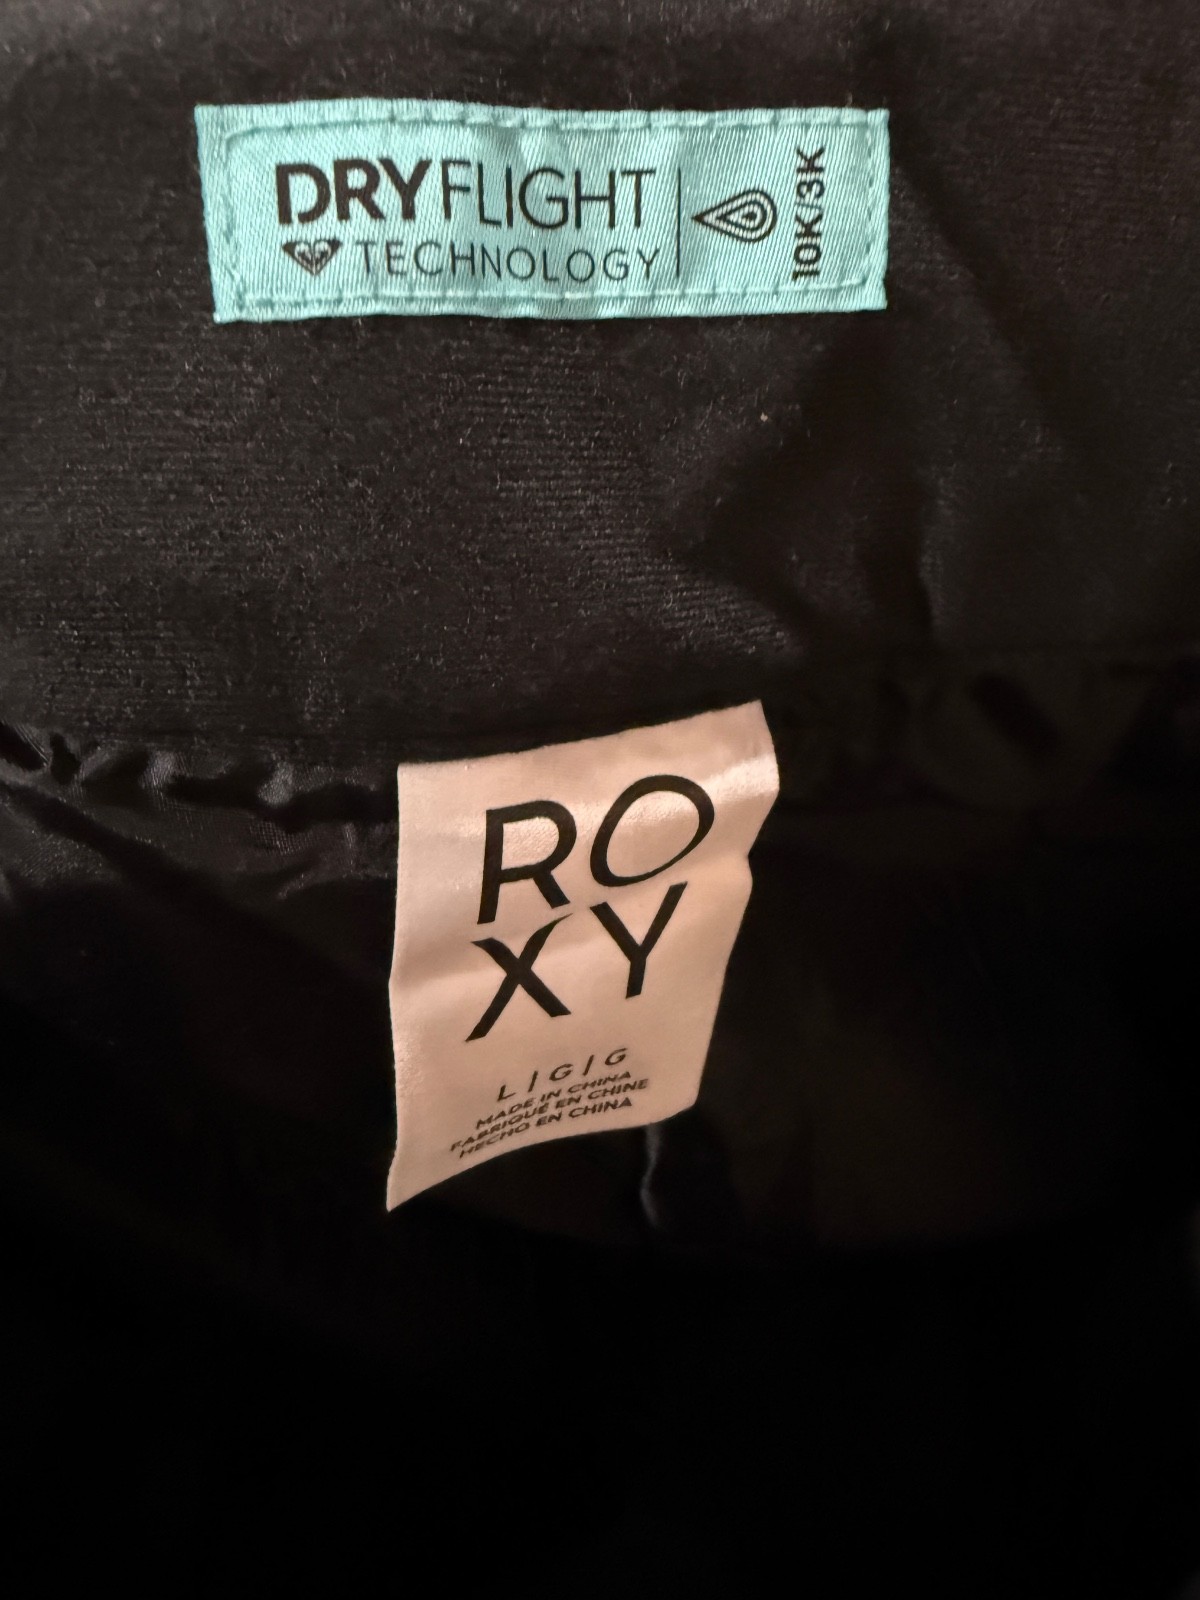 DRYFLIGHT
TECHNOLOGY
10K/3K
RO
XY
L | G | G
MADE IN CHINA
FABRIQUÉ EN CHINE
HECHO EN CHINA